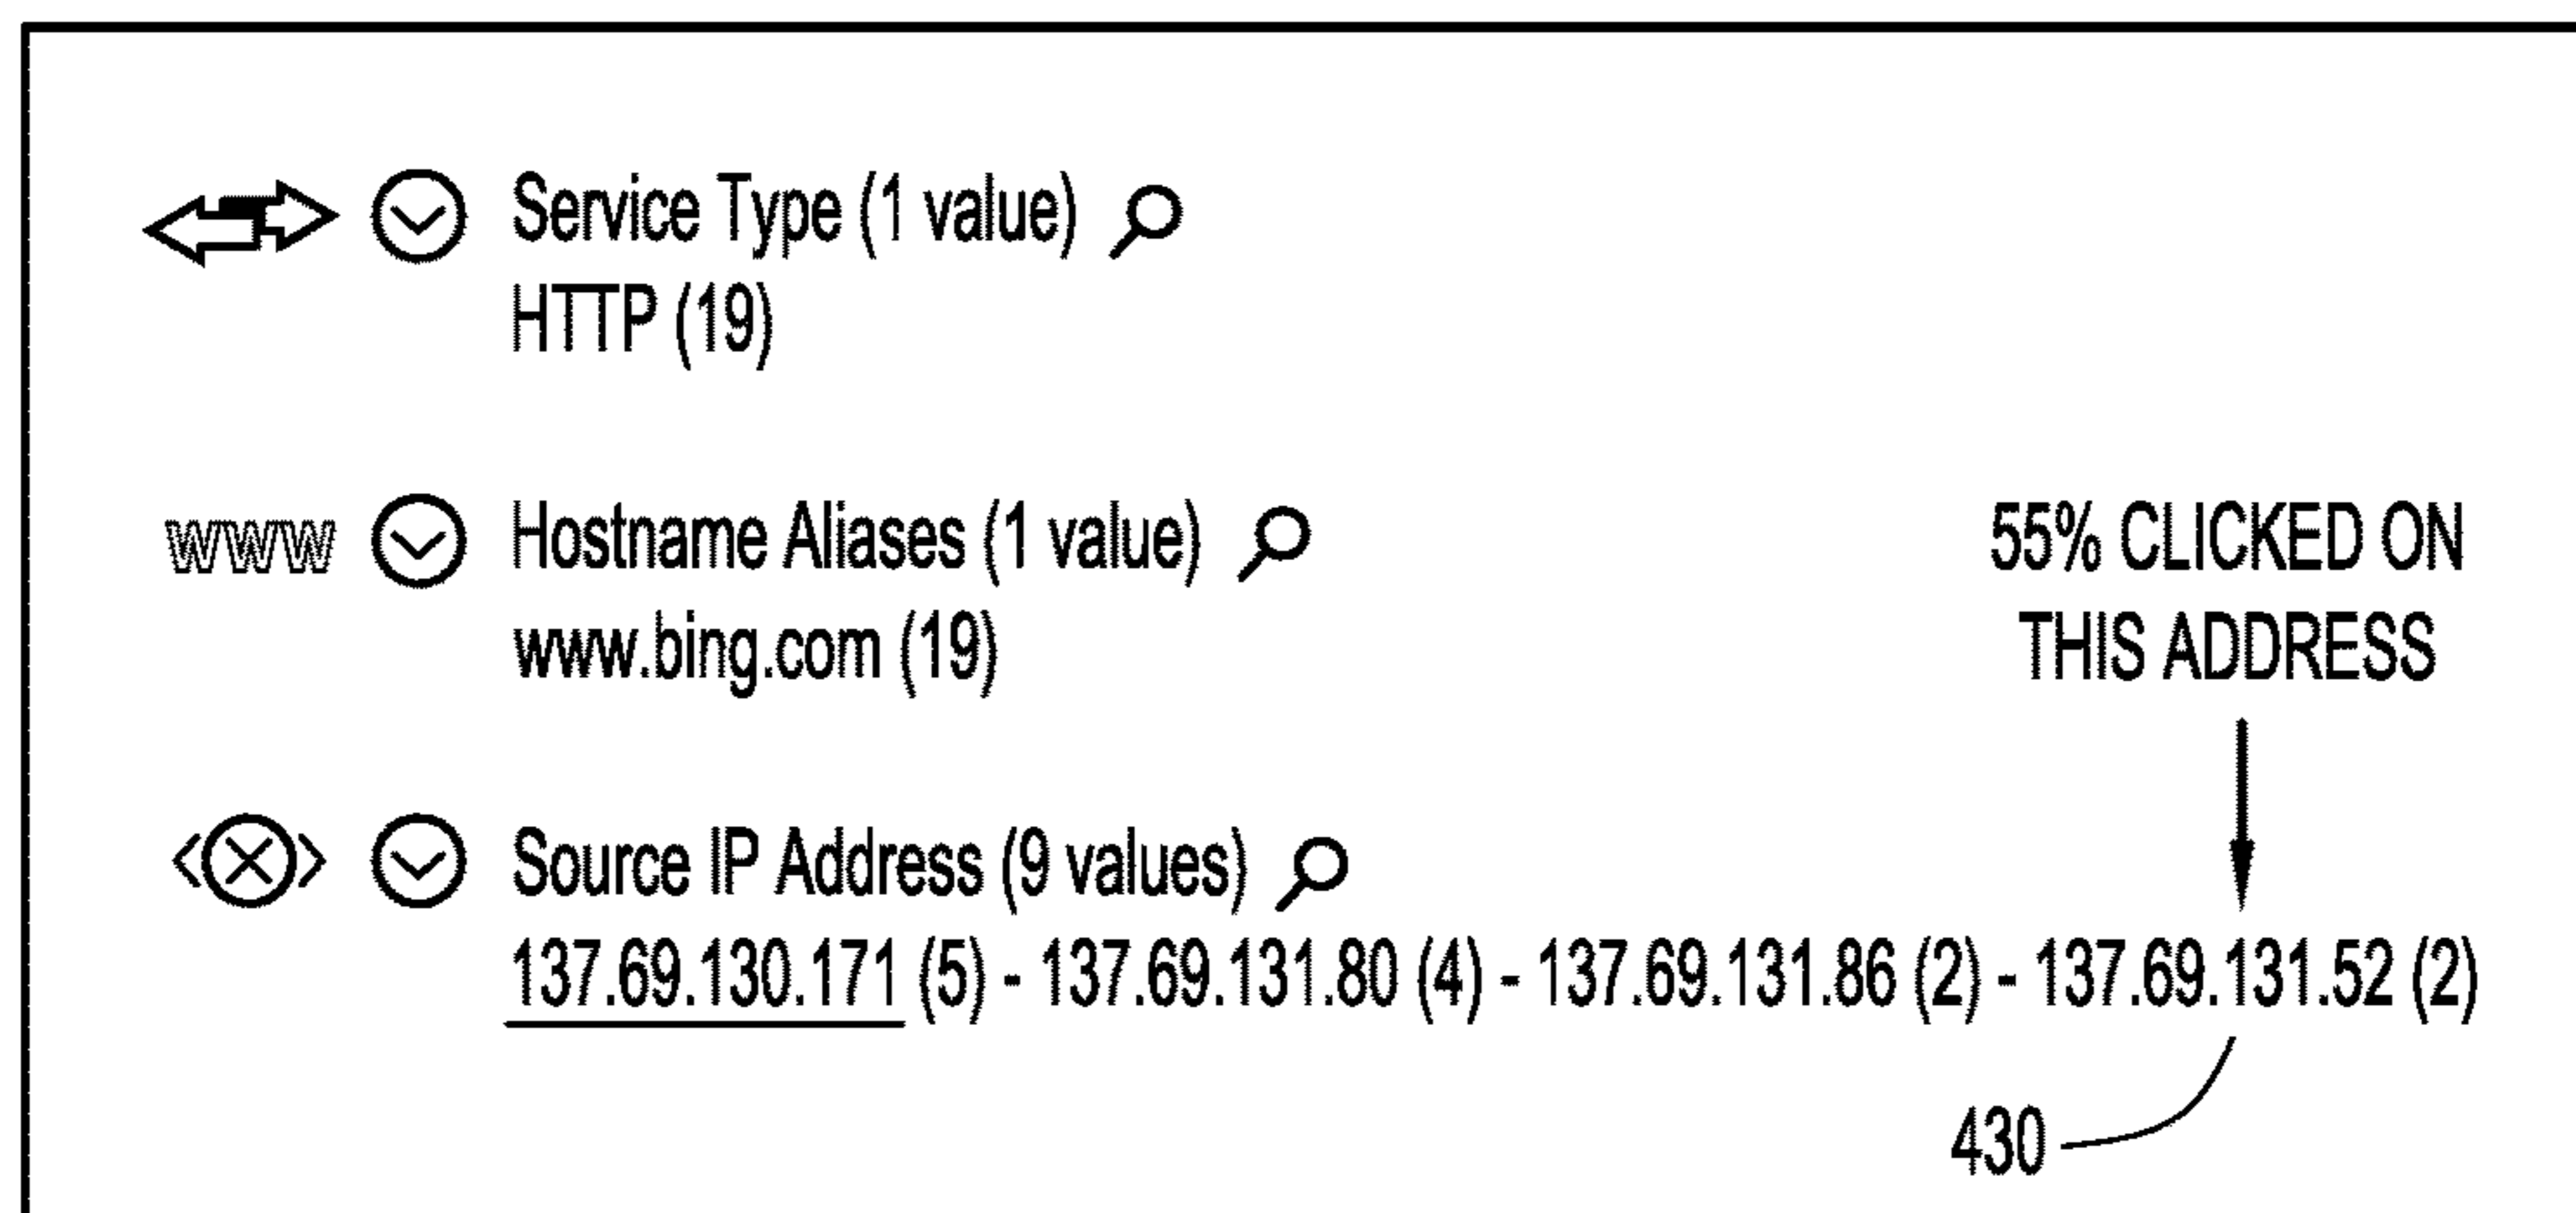 Service Type (1 value)
HTTP (19)
www
Hostname Aliases (1 value)
www.bing.com (19)
55% CLICKED ON
THIS ADDRESS
Source IP Address (9 values)
137.69.130.171 (5) - 137.69.131.80 (4) - 137.69.131.86 (2) - 137.69.131.52 (2)
430